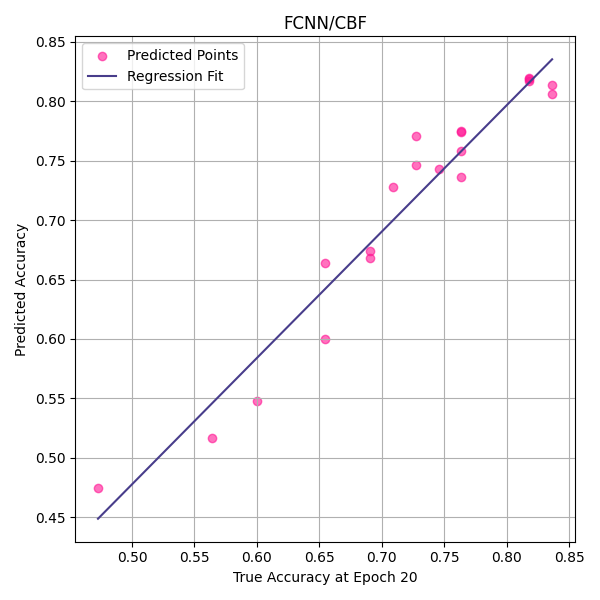 FCNN/CBF
Predicted Points
Regression Fit
0.85
0.80
0.75
0.70
0.65
0.60
0.55
0.50
0.45
Predicted Accuracy
0.50 0.55 0.60 0.65 0.70 0.75 0.80 0.85
True Accuracy at Epoch 20